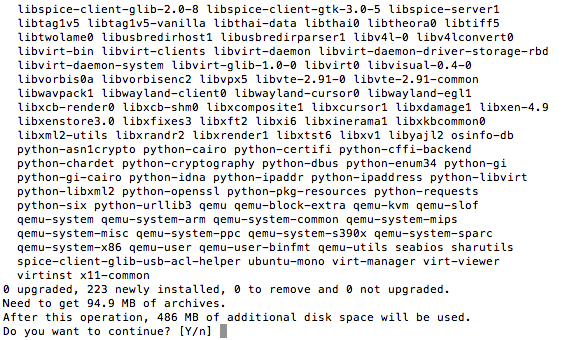 libspice-client-glib-2.0-8 libspice-client-gtk-3.0-5 libspice-server1
libtag1v5 libtag1v5-vanilla libthai-data libthai0 libtheora0 libtiff5
libtwolame0 libusbredirhost1 libusbredirparser1 libv4l-0 libv4lconvert0
libvirt-bin libvirt-clients libvirt-daemon libvirt-daemon-driver-storage-rbd
libvirt-daemon-system libvirt-glib-1.0-0 libvirt0 libvisual-0.4-0
libvorbis0a libvorbisenc2 libvpx5 libvte-2.91-0 libvte-2.91-common
libwavpack1 libwayland-client0 libwayland-cursor0 libwayland-egl1
libxcb-render0 libxcb-shm0 libxcomposite1 libxcursor1 libxdamage1 libxen-4.9
libxenstore3.0 libxfixes3 libxft2 libxi6 libxinerama1 libxkbcommon0
libxml2-utils libxrandr2 libxrender1 libxtst6 libxv1 libyajl2 osinfo-db
python-asn1crypto python-cairo python-certifi python-cffi-backend
python-chardet python-cryptography python-dbus python-enum34 python-gi
python-gi-cairo python-idna python-ipaddr python-ipaddress python-libvirt
python-libxml2 python-openssl python-pkg-resources python-requests
python-six python-urllib3 qemu qemu-block-extra qemu-kvm qemu-slof
qemu-system qemu-system-arm qemu-system-common qemu-system-mips
qemu-system-misc qemu-system-ppc qemu-system-s390x qemu-system-sparc
qemu-system-x86 qemu-user qemu-user-binfmt qemu-utils seabios sharutils
spice-client-glib-usb-acl-helper ubuntu-mono virt-manager virt-viewer
virtinst x11-common
0 upgraded, 223 newly installed, 0 to remove and 0 not upgraded.
Need to get 94.9 MB of archives.
After this operation, 486 MB of additional disk space will be used.
Do you want to continue? [Y/n]